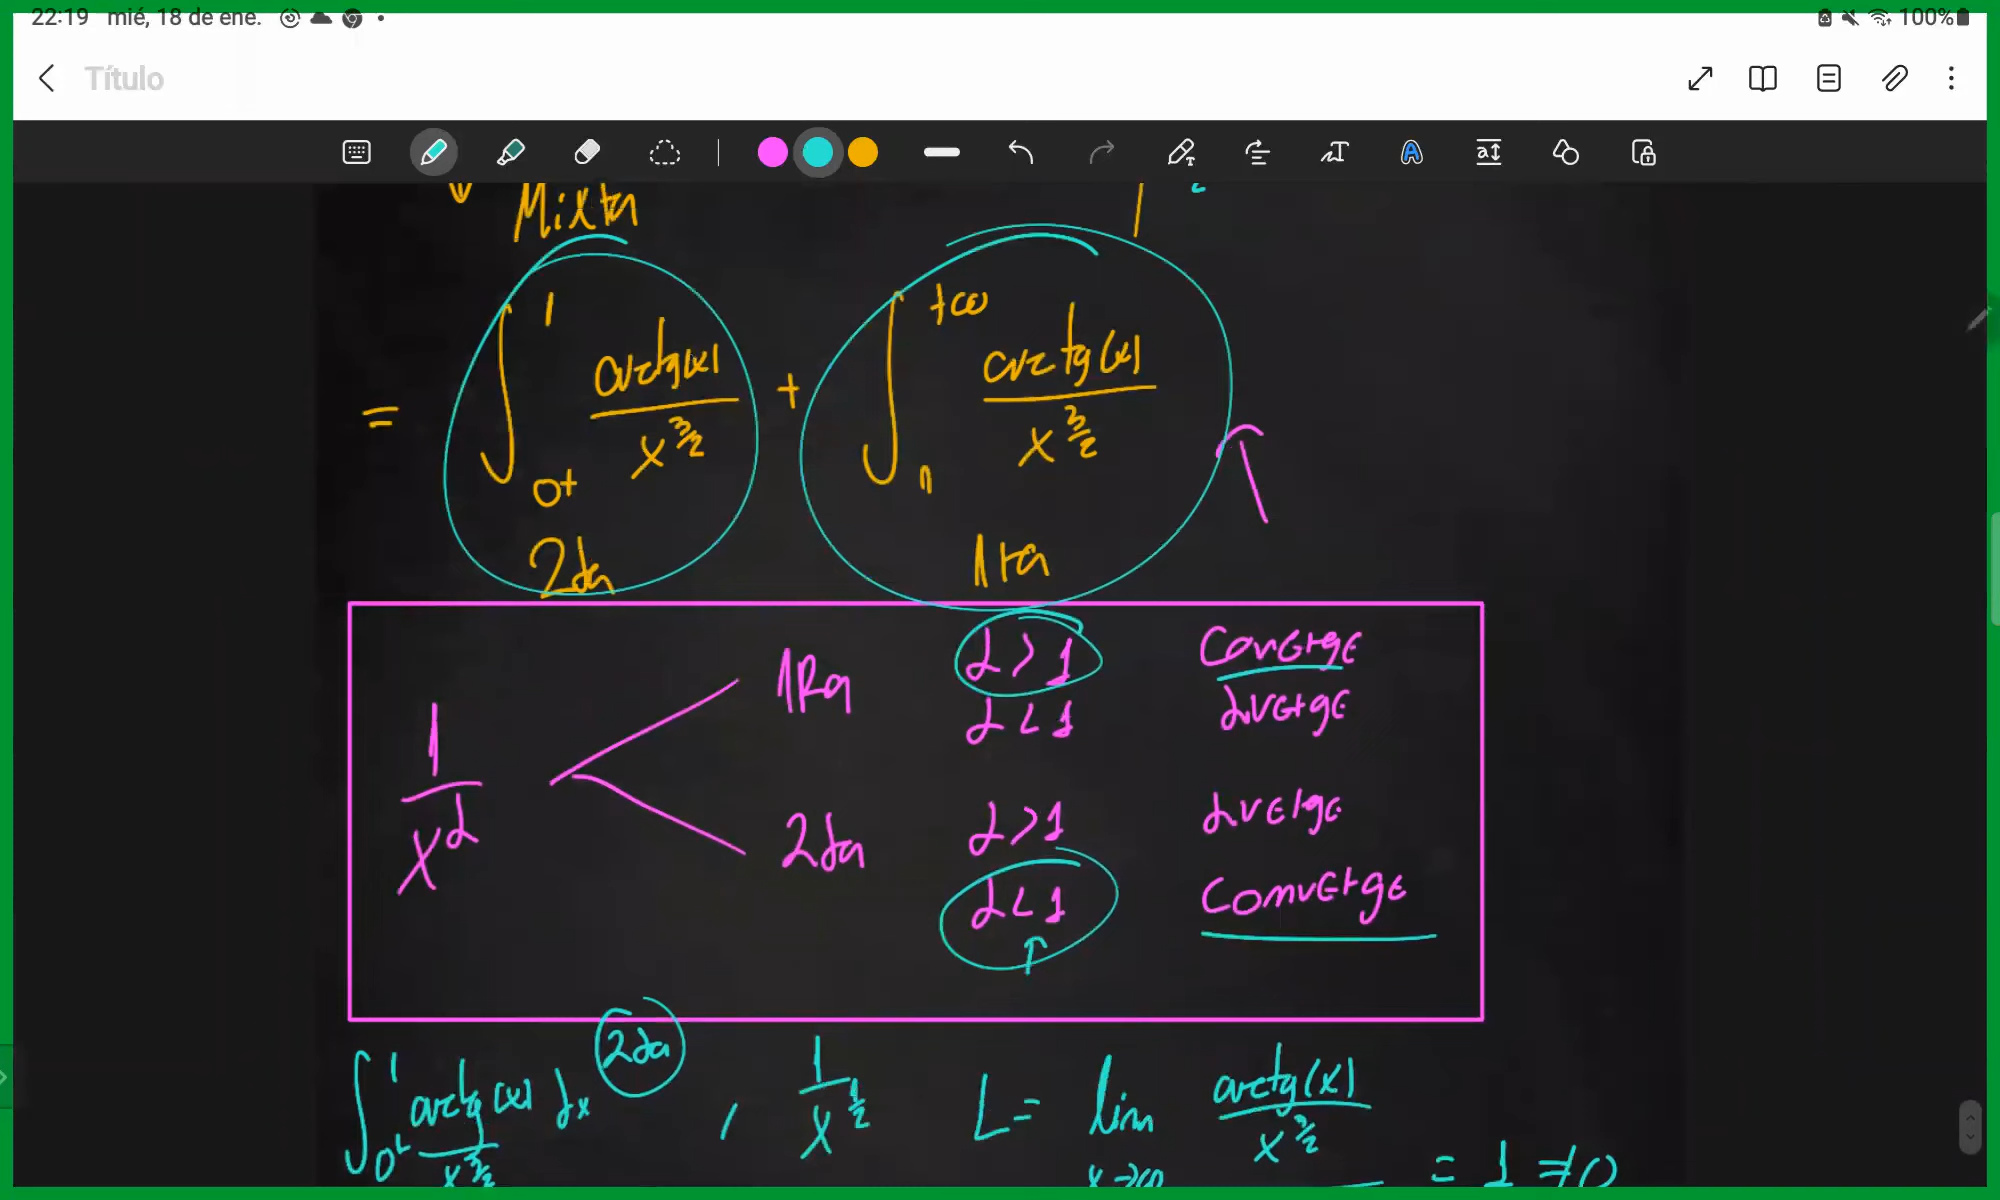 22:19 mié, 18 de ene. 100%
Título
Mixta
= ∫ 0+ 1 arctg(x) / x^3/2 + ∫ 1 +∞ arctg(x) / x^3/2
2da 1ra
1 / x^α
1Ra α > 1 Converge
α < 1 diverge
2da α > 1 diverge
α < 1 Comverge
∫ 0+ 1 arctg(x) / x^3/2 dx 2da , 1 / x^1/2 L = lim x→∞ arctg(x) / x^3/2 = 1 ≠ 0